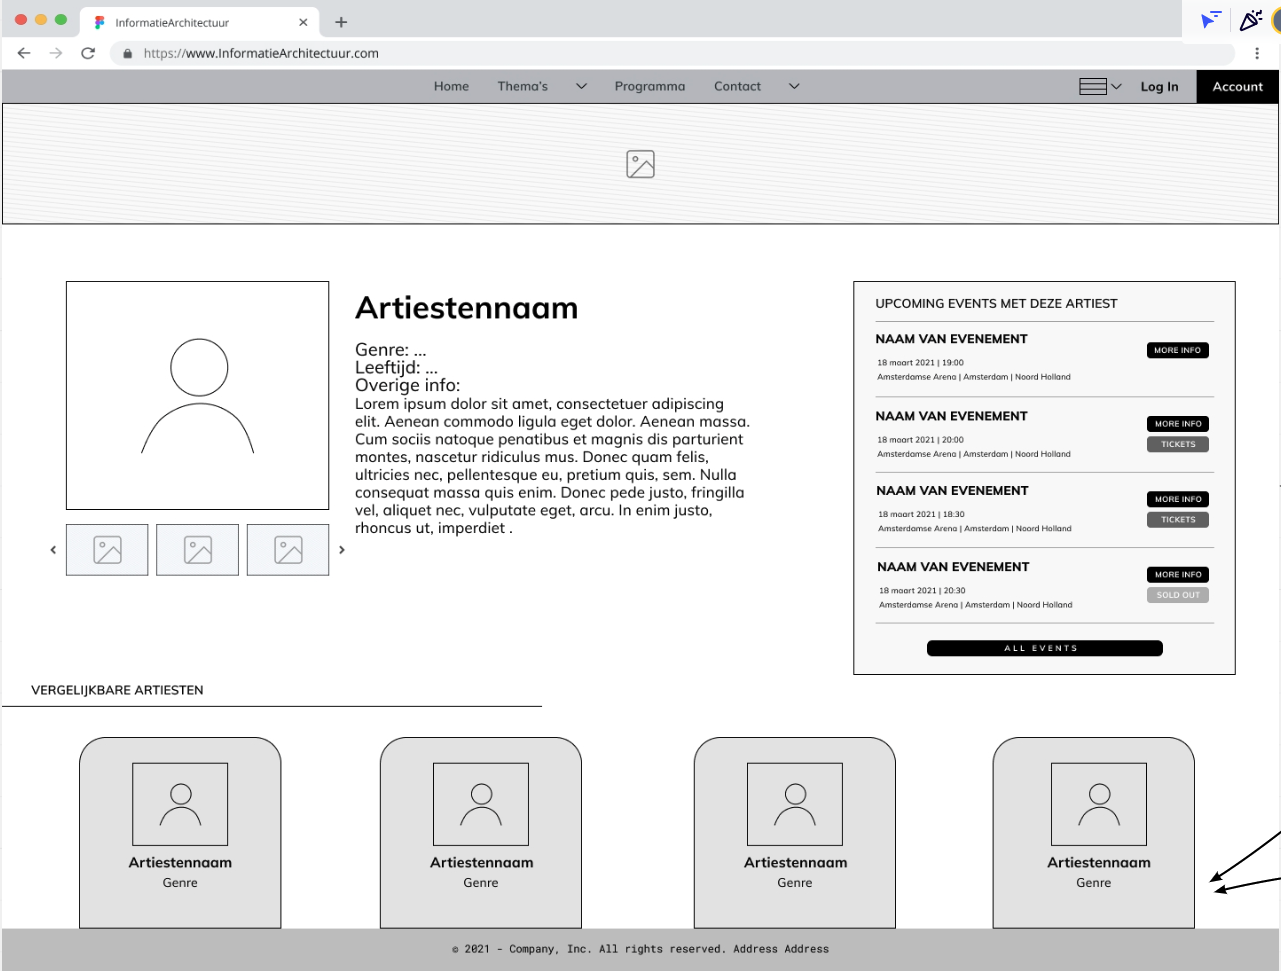 InformatieArchitectuur
https://www.InformatieArchitectuur.com
Home Thema's Programma Contact Log In Account
Artiestennaam
Genre: ...
Leeftijd: ...
Overige info:
Lorem ipsum dolor sit amet, consectetuer adipiscing
elit. Aenean commodo ligula eget dolor. Aenean massa.
Cum sociis natoque penatibus et magnis dis parturient
montes, nascetur ridiculus mus. Donec quam felis,
ultricies nec, pellentesque eu, pretium quis, sem. Nulla
consequat massa quis enim. Donec pede justo, fringilla
vel, aliquet nec, vulputate eget, arcu. In enim justo,
rhoncus ut, imperdiet .
UPCOMING EVENTS MET DEZE ARTIEST
NAAM VAN EVENEMENT
MORE INFO
18 maart 2021 | 19:00
Amsterdamse Arena | Amsterdam | Noord Holland
NAAM VAN EVENEMENT
MORE INFO
18 maart 2021 | 20:00
TICKETS
Amsterdamse Arena | Amsterdam | Noord Holland
NAAM VAN EVENEMENT
MORE INFO
18 maart 2021 | 18:30
TICKETS
Amsterdamse Arena | Amsterdam | Noord Holland
NAAM VAN EVENEMENT
MORE INFO
18 maart 2021 | 20:30
SOLD OUT
Amsterdamse Arena | Amsterdam | Noord Holland
ALL EVENTS
VERGELIJKBARE ARTIESTEN
Artiestennaam
Genre
Artiestennaam
Genre
Artiestennaam
Genre
Artiestennaam
Genre
© 2021 - Company, Inc. All rights reserved. Address Address